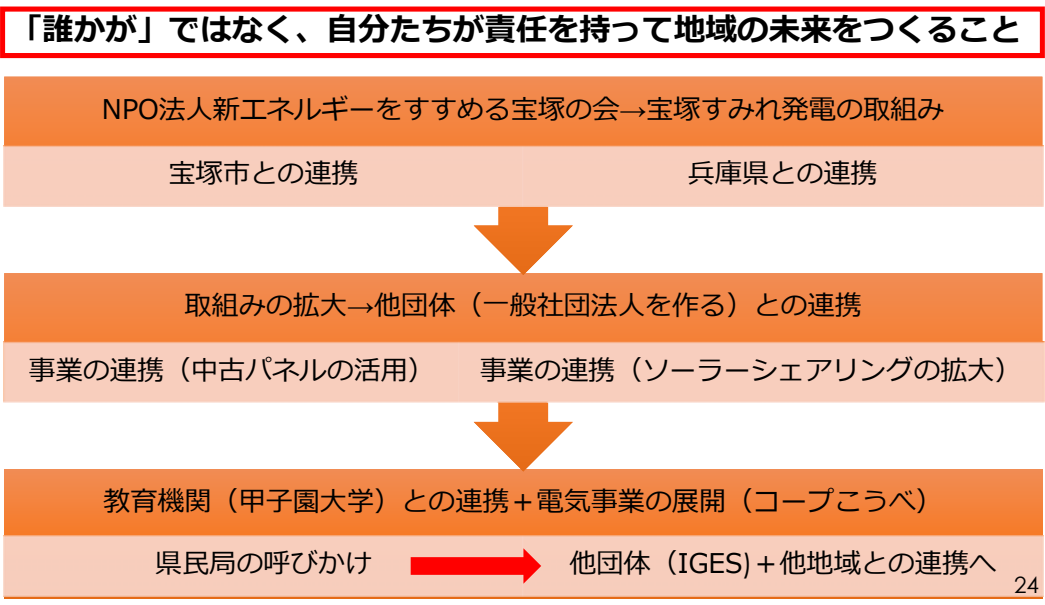 「誰かが」ではなく、自分たちが責任を持って地域の未来をつくること
NPO法人新エネルギーをすすめる宝塚の会→宝塚すみれ発電の取組み
宝塚市との連携
兵庫県との連携
取組みの拡大→他団体（一般社団法人を作る）との連携
事業の連携（中古パネルの活用）
事業の連携（ソーラーシェアリングの拡大）
教育機関（甲子園大学）との連携＋電気事業の展開（コープこうべ）
県民局の呼びかけ
他団体（IGES)＋他地域との連携へ
24